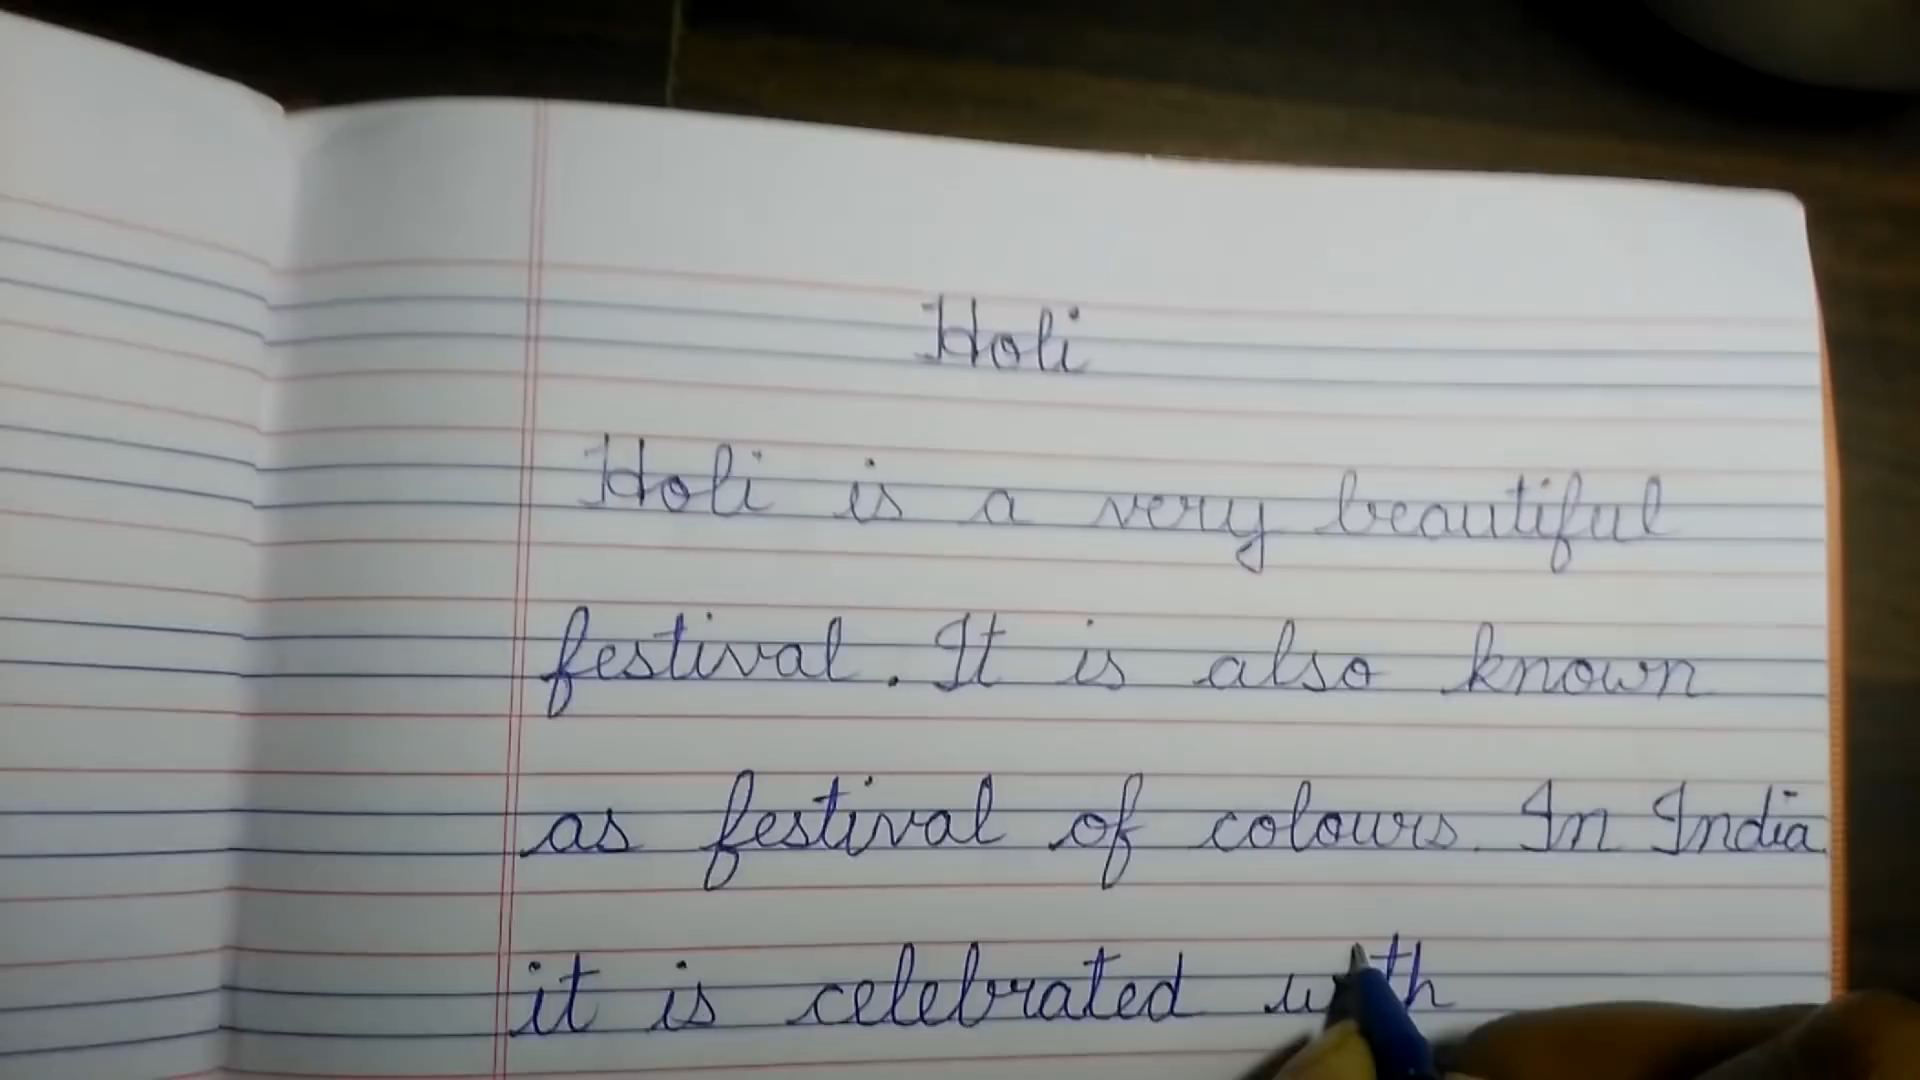 Holi
Holi is a very beautiful
festival. It is also known
as festival of colours. In India
it is celebrated with